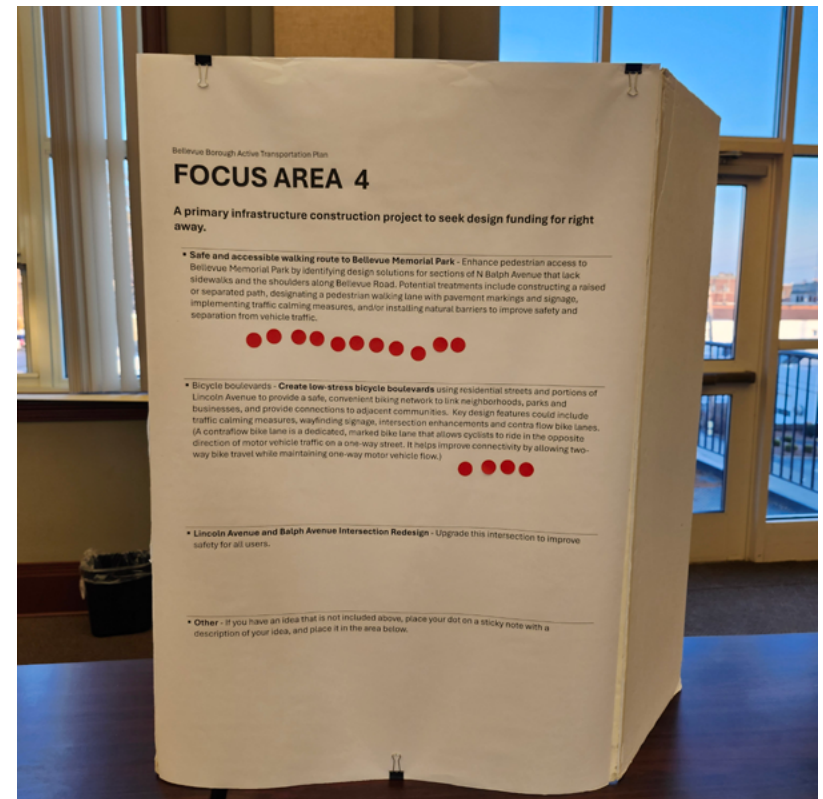 Bellevue Borough Active Transportation Plan
FOCUS AREA 4
A primary infrastructure construction project to seek design funding for right
away.
• Safe and accessible walking route to Bellevue Memorial Park - Enhance pedestrian access to
Bellevue Memorial Park by identifying design solutions for sections of N Balph Avenue that lack
sidewalks and the shoulders along Bellevue Road. Potential treatments include constructing a raised
or separated path, designating a pedestrian walking lane with pavement markings and signage,
implementing traffic calming measures, and/or installing natural barriers to improve safety and
separation from vehicle traffic.
• Bicycle boulevards - Create low-stress bicycle boulevards using residential streets and portions of
Lincoln Avenue to provide a safe, convenient biking network to link neighborhoods, parks and
businesses, and provide connections to adjacent communities. Key design features could include
traffic calming measures, wayfinding signage, intersection enhancements and contra flow bike lanes.
(A contraflow bike lane is a dedicated, marked bike lane that allows cyclists to ride in the opposite
direction of motor vehicle traffic on a one-way street. It helps improve connectivity by allowing two-
way bike travel while maintaining one-way motor vehicle flow.)
• Lincoln Avenue and Balph Avenue Intersection Redesign - Upgrade this intersection to improve
safety for all users.
• Other - If you have an idea that is not included above, place your dot on a sticky note with a
description of your idea, and place it in the area below.